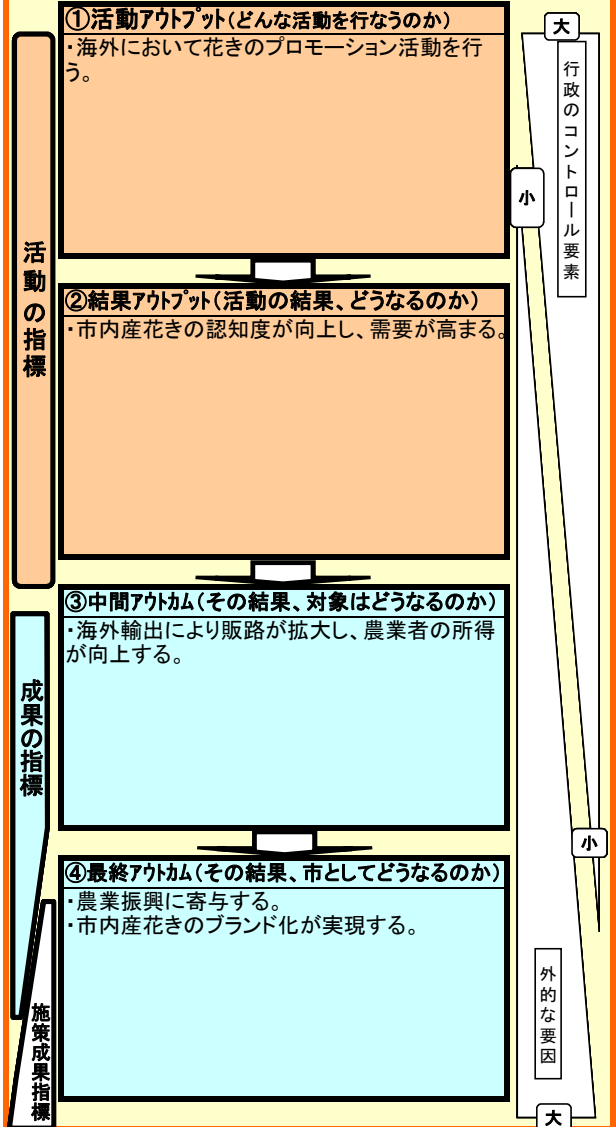 ①活動アウトプット(どんな活動を行なうのか)
・海外において花きのプロモーション活動を行
う。
②結果アウトプット(活動の結果、どうなるのか)
・市内産花きの認知度が向上し、需要が高まる。
③中間アウトカム(その結果、対象はどうなるのか)
・海外輸出により販路が拡大し、農業者の所得
が向上する。
④最終アウトカム(その結果、市としてどうなるのか)
・農業振興に寄与する。
・市内産花きのブランド化が実現する。
活動の指標
成果の指標
施策成果指標
大
行政のコントロール要素
小
小
外的な要因
大